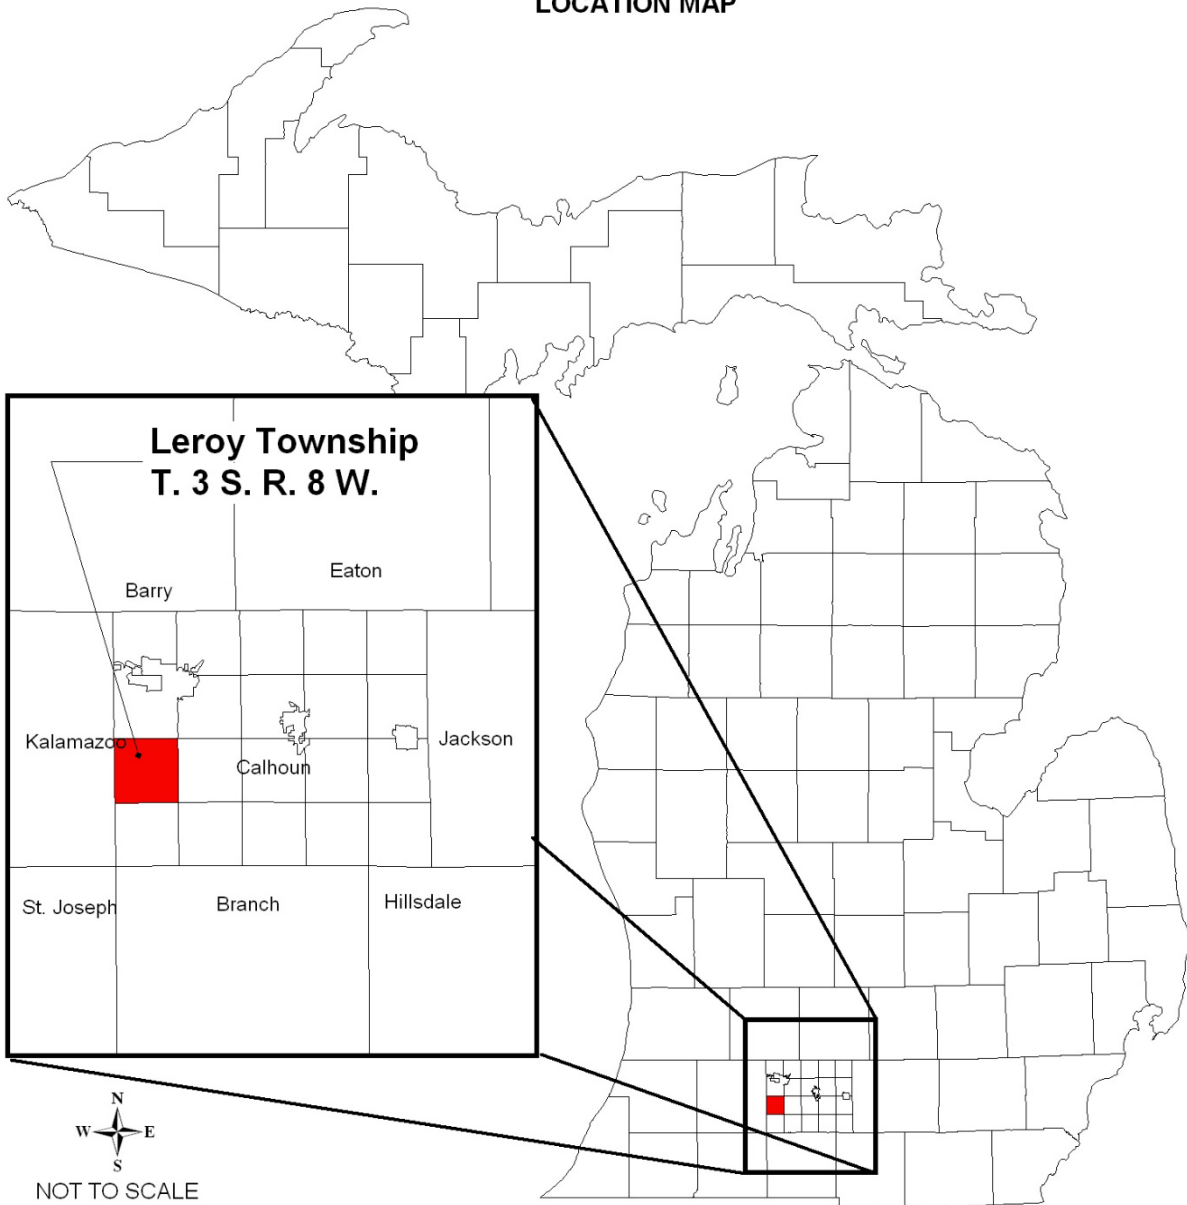 LOCATION MAP
Leroy Township
T. 3 S. R. 8 W.
Eaton
Barry
Kalamazoo
Jackson
Calhoun
St. Joseph
Branch
Hillsdale
N
W
E
S
NOT TO SCALE